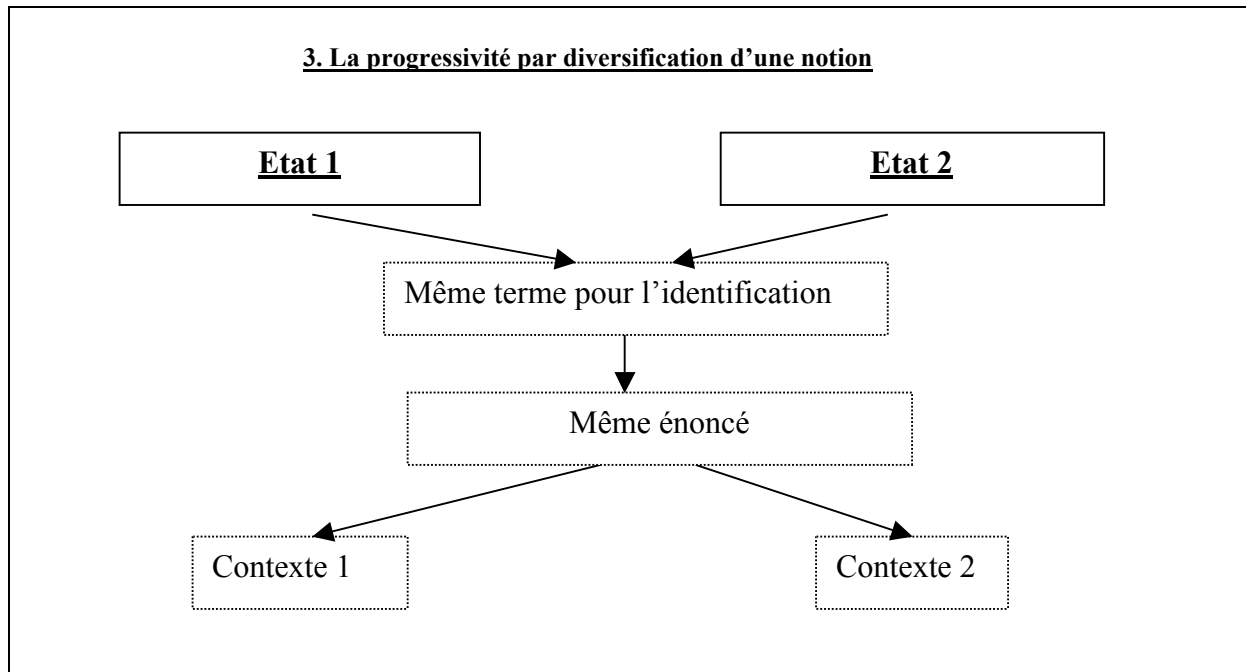 3. La progressivité par diversification d’une notion
Etat 1
Etat 2
Même terme pour l’identification
Même énoncé
Contexte 1
Contexte 2